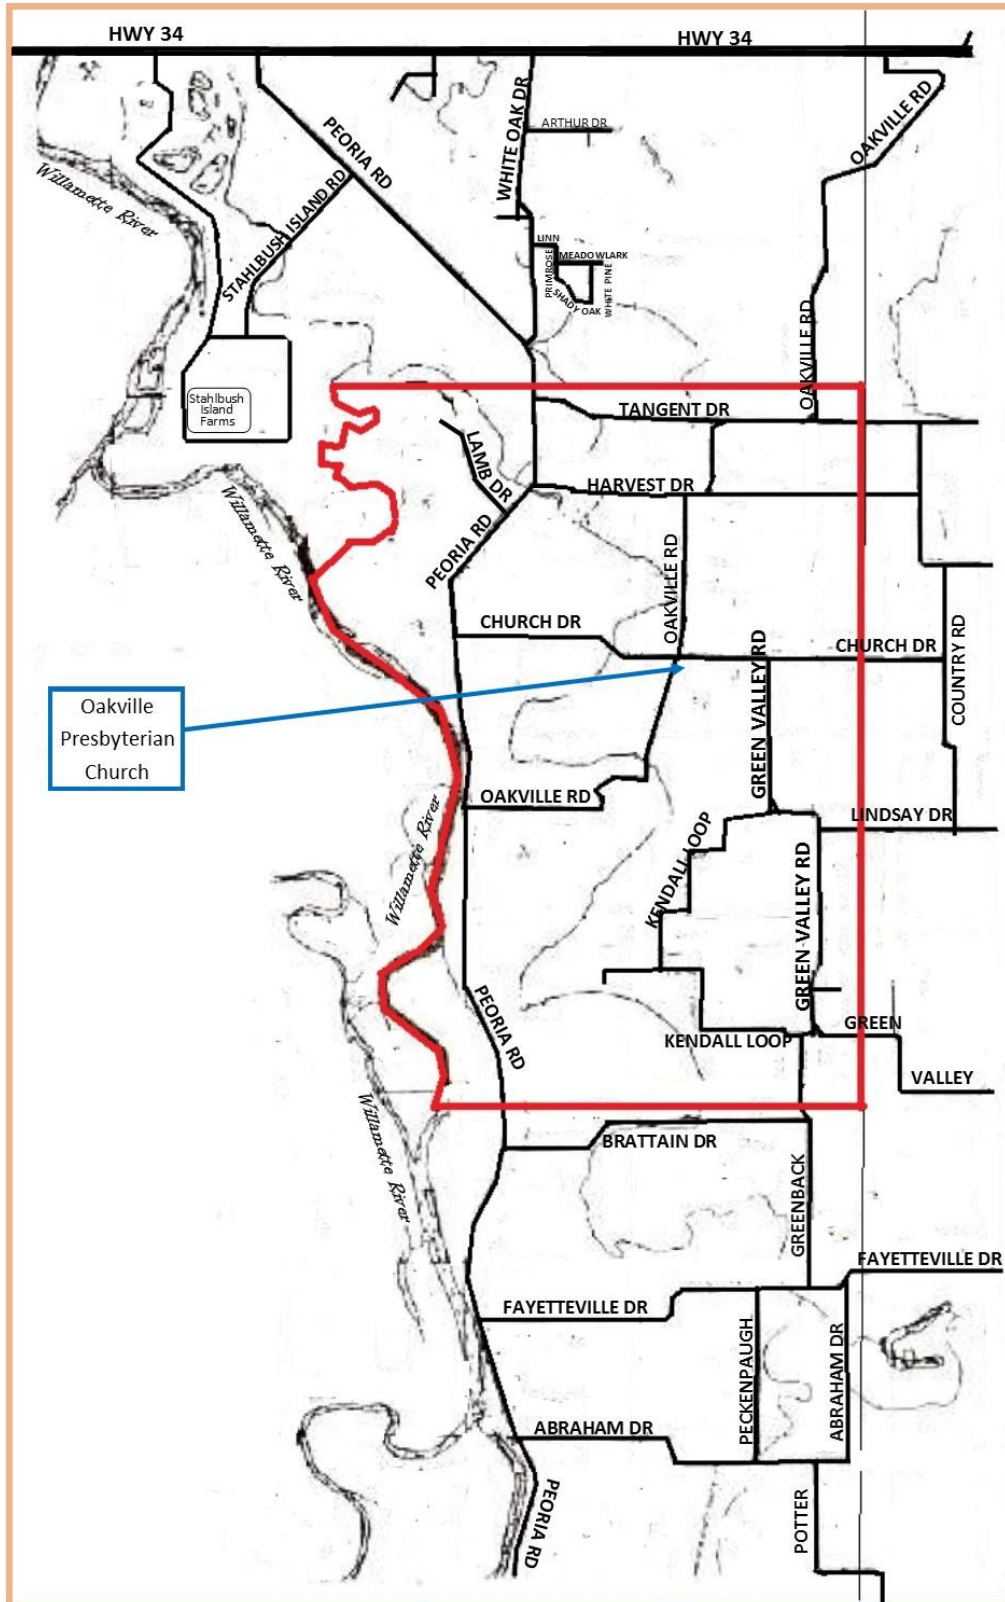 HWY 34
HWY 34
PEORIA RD
WHITE OAK DR
ARTHUR DR
OAKVILLE RD
Willamette River
STAHLBUSH ISLAND RD
LINN
MEADOWLARK
PRIMROSE
SHADY OAK
WHITE PINE
OAKVILLE RD
Stahlbush
Island
Farms
TANGENT DR
LAMB DR
HARVEST DR
Willamette River
PEORIA RD
OAKVILLE RD
CHURCH DR
CHURCH DR
GREEN VALLEY RD
COUNTRY RD
Oakville
Presbyterian
Church
OAKVILLE RD
LINDSAY DR
KENDALL LOOP
Willamette River
GREEN VALLEY RD
PEORIA RD
KENDALL LOOP
GREEN
VALLEY
Willamette River
BRATTAIN DR
GREENBACK
FAYETTEVILLE DR
FAYETTEVILLE DR
PECKENPAUGH
ABRAHAM DR
ABRAHAM DR
PEORIA RD
POTTER